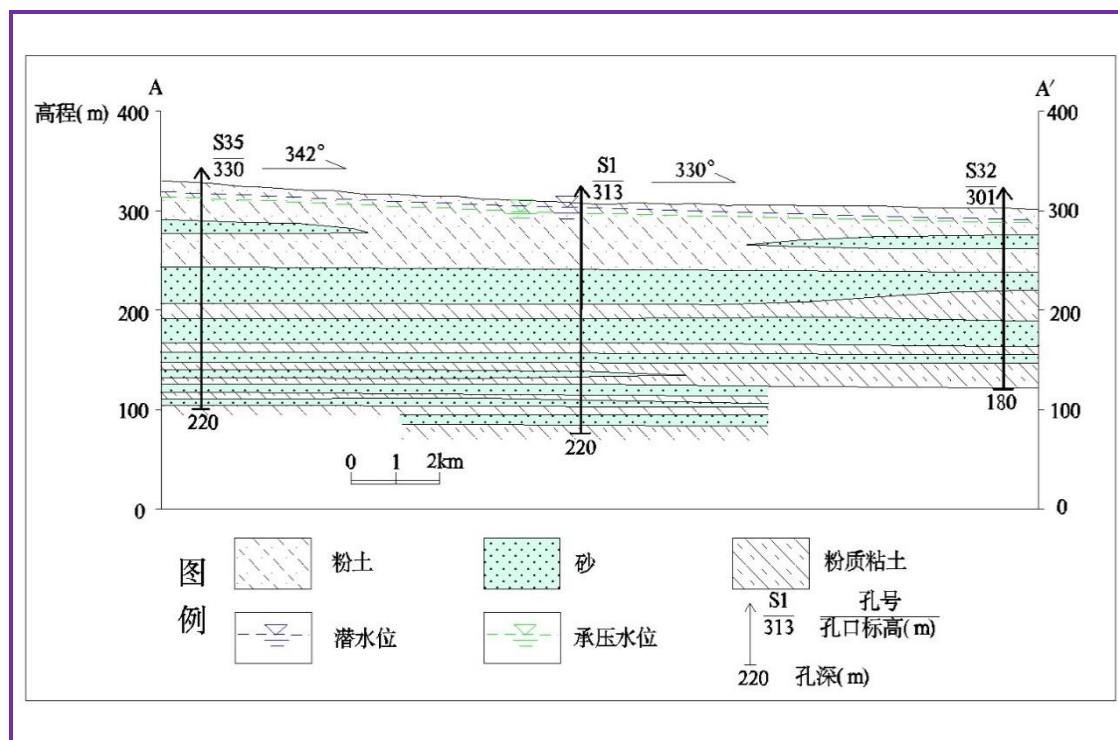 A
A′
高程(m)
400
400
S35
330
342°
S1
313
330°
S32
301
300
300
200
200
100
100
220
220
180
0 1 2km
0
0
图例
粉土
砂
粉质粘土
潜水位
承压水位
S1 孔号
313 孔口标高(m)
220 孔深(m)